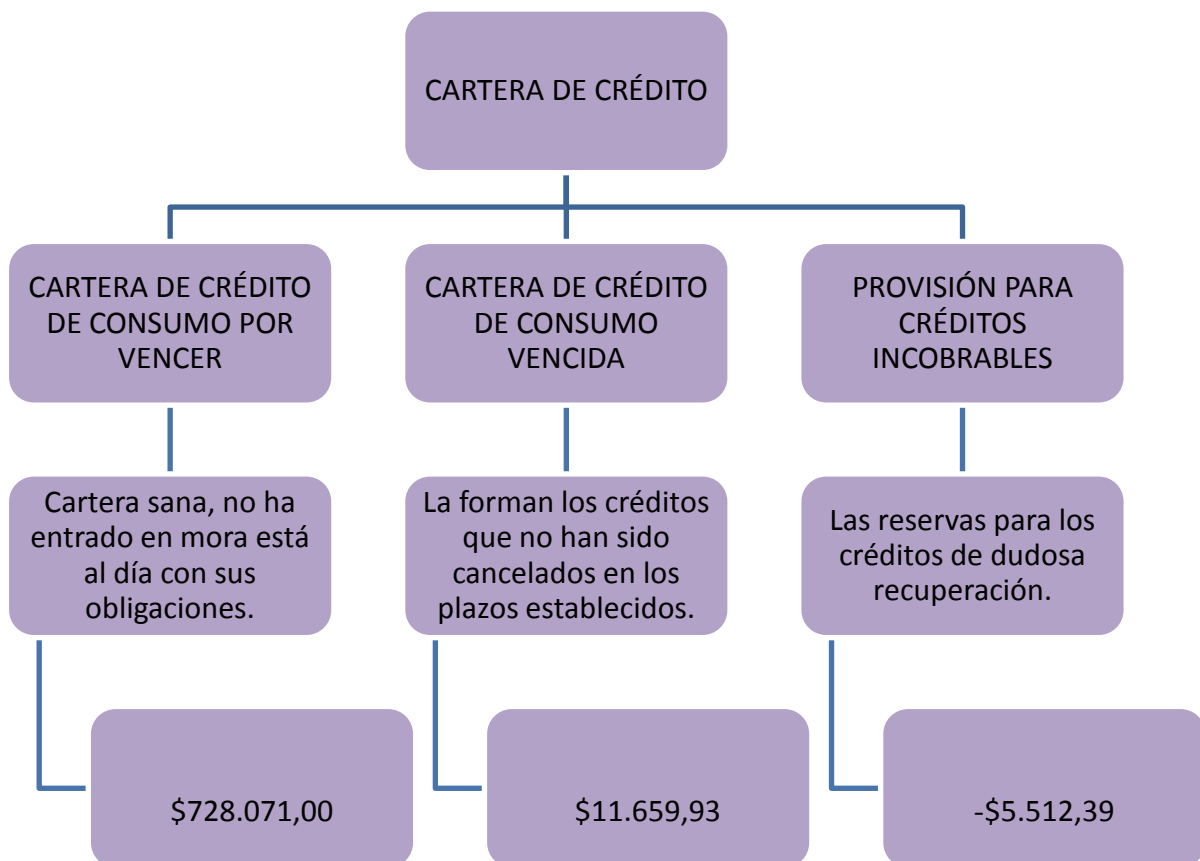 CARTERA DE CRÉDITO
CARTERA DE CRÉDITO
DE CONSUMO POR
VENCER
CARTERA DE CRÉDITO
DE CONSUMO
VENCIDA
PROVISIÓN PARA
CRÉDITOS
INCOBRABLES
Cartera sana, no ha
entrado en mora está
al día con sus
obligaciones.
La forman los créditos
que no han sido
cancelados en los
plazos establecidos.
Las reservas para los
créditos de dudosa
recuperación.
$728.071,00
$11.659,93
-$5.512,39